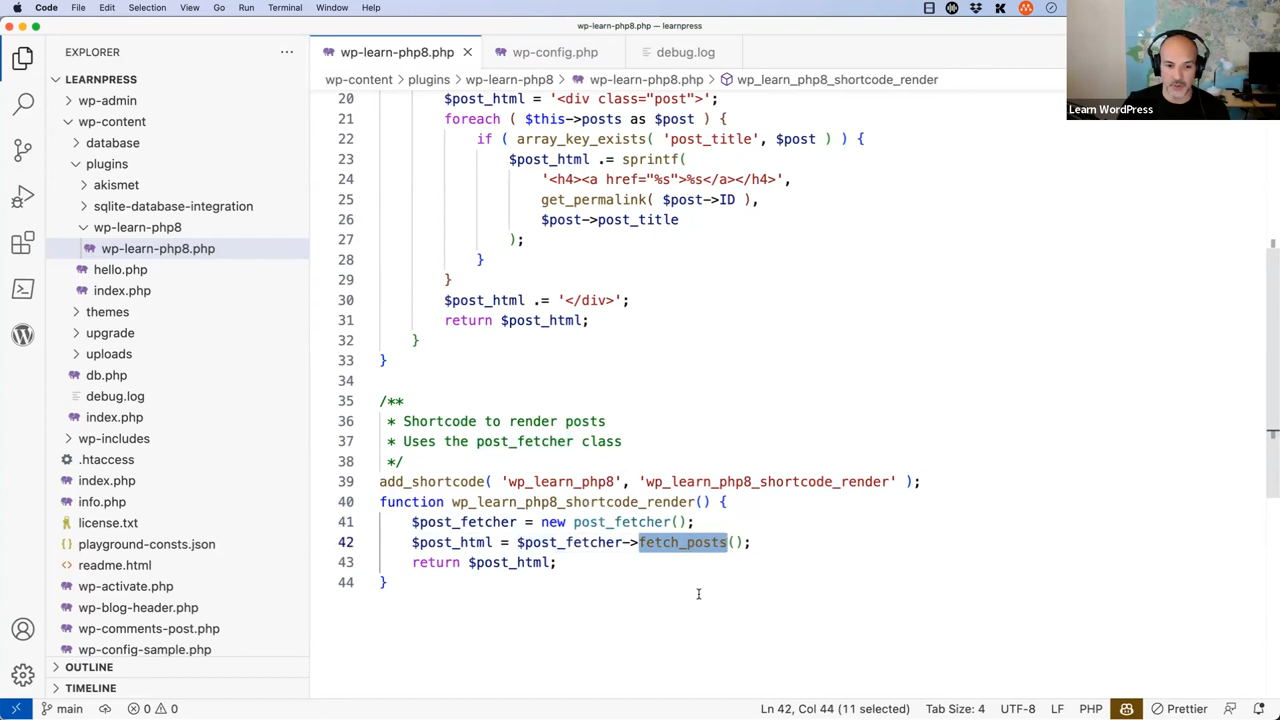 Code File Edit Selection View Go Run Terminal Window Help
wp-learn-php8.php — learnpress
Learn WordPress
EXPLORER
LEARNPRESS
wp-admin
wp-content
database
plugins
akismet
sqlite-database-integration
wp-learn-php8
wp-learn-php8.php
hello.php
index.php
themes
upgrade
uploads
db.php
debug.log
index.php
wp-includes
.htaccess
index.php
info.php
license.txt
playground-consts.json
readme.html
wp-activate.php
wp-blog-header.php
wp-comments-post.php
wp-config-sample.php
OUTLINE
TIMELINE
wp-learn-php8.php wp-config.php debug.log
wp-content > plugins > wp-learn-php8 > wp-learn-php8.php > wp_learn_php8_shortcode_render
20 $post_html = '<div class="post">';
21 foreach ( $this->posts as $post ) {
22 if ( array_key_exists( 'post_title', $post ) ) {
23 $post_html .= sprintf(
24 '<h4><a href="%s">%s</a></h4>',
25 get_permalink( $post->ID ),
26 $post->post_title
27 );
28 }
29 }
30 $post_html .= '</div>';
31 return $post_html;
32 }
33 }
34
35 /**
36 * Shortcode to render posts
37 * Uses the post_fetcher class
38 */
39 add_shortcode( 'wp_learn_php8', 'wp_learn_php8_shortcode_render' );
40 function wp_learn_php8_shortcode_render() {
41 $post_fetcher = new post_fetcher();
42 $post_html = $post_fetcher->fetch_posts();
43 return $post_html;
44 }
main 0 0 Ln 42, Col 44 (11 selected) Tab Size: 4 UTF-8 LF PHP Prettier